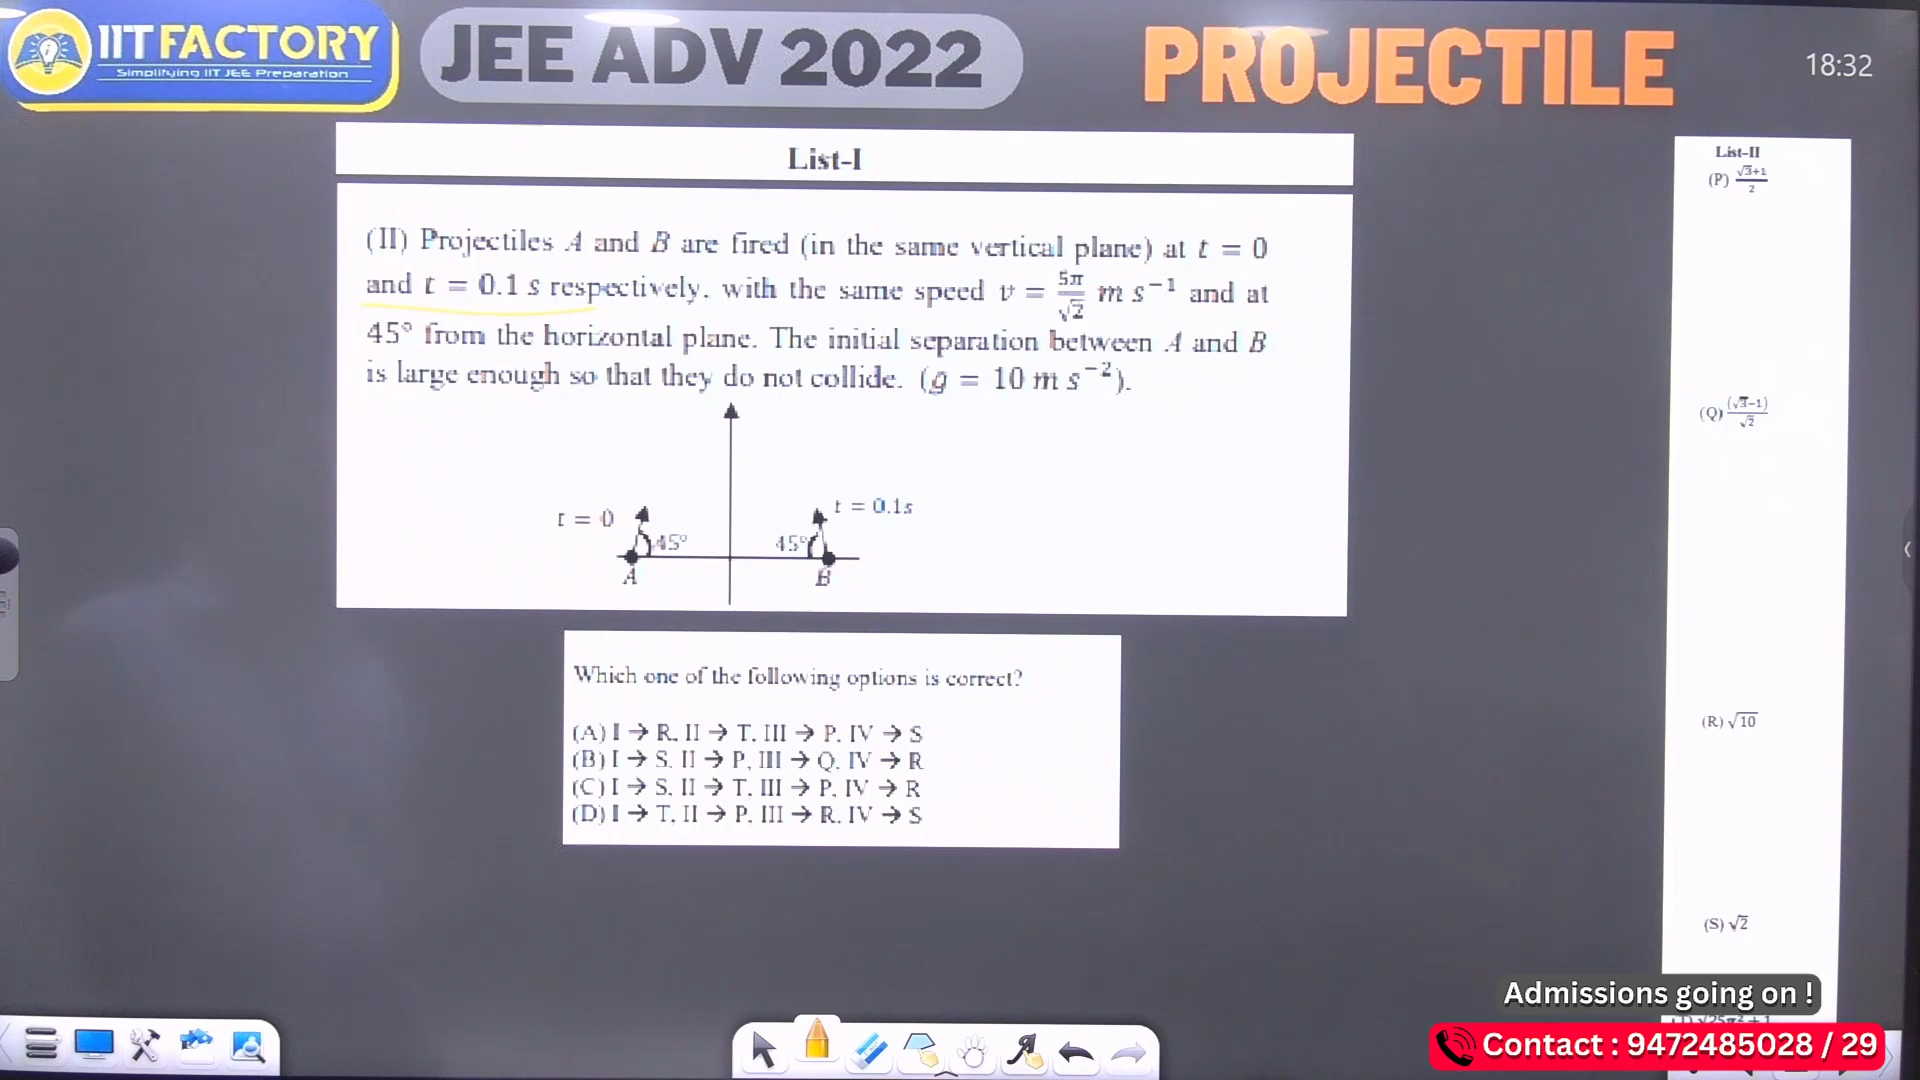 IIT FACTORY
Simplifying IIT JEE Preparation
JEE ADV 2022
PROJECTILE
18:32
List-I
(II) Projectiles A and B are fired (in the same vertical plane) at t = 0
and t = 0.1 s respectively, with the same speed v = 5π/√2 m s⁻¹ and at
45° from the horizontal plane. The initial separation between A and B
is large enough so that they do not collide. (g = 10 m s⁻²).
t = 0
45°
A
t = 0.1s
45°
B
Which one of the following options is correct?
(A) I → R, II → T, III → P, IV → S
(B) I → S, II → P, III → Q, IV → R
(C) I → S, II → T, III → P, IV → R
(D) I → T, II → P, III → R, IV → S
List-II
(P) √3+1/2
(Q) (√3-1)/√2
(R) √10
(S) √2
Admissions going on !
Contact : 9472485028 / 29